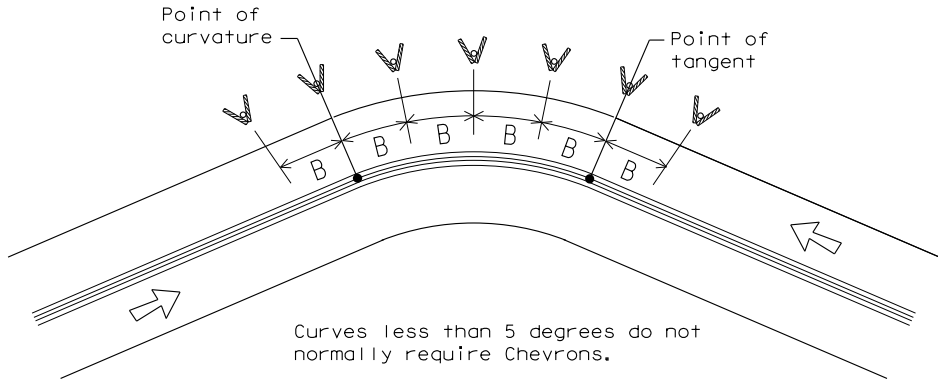 Point of
curvature
Point of
tangent
B
B
B
B
B
B
Curves less than 5 degrees do not
normally require Chevrons.